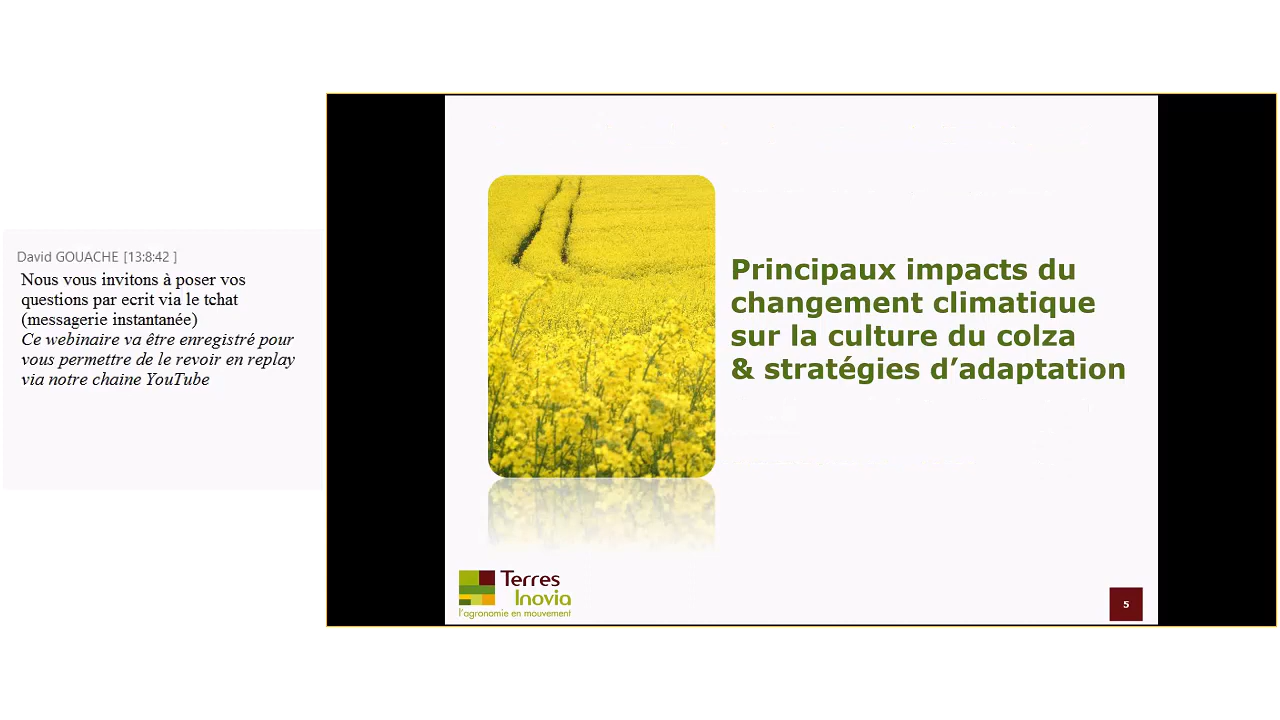 David GOUACHE [13:8:42 ]
Nous vous invitons à poser vos
questions par ecrit via le tchat
(messagerie instantanée)
Ce webinaire va être enregistré pour
vous permettre de le revoir en replay
via notre chaine YouTube
Principaux impacts du
changement climatique
sur la culture du colza
& stratégies d’adaptation
Terres
Inovia
l'agronomie en mouvement
5